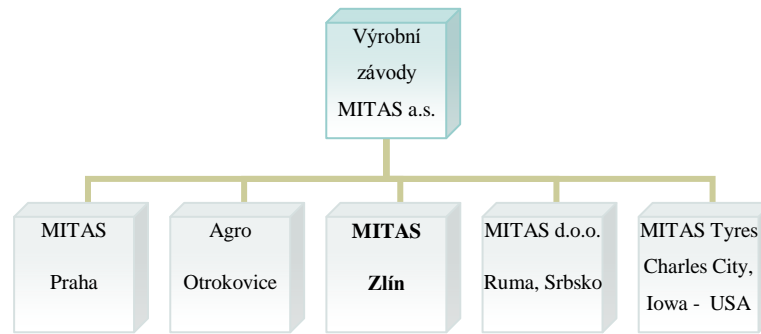 Výrobní
závody
MITAS a.s.
MITAS
Praha
Agro
Otrokovice
MITAS
Zlín
MITAS d.o.o.
Ruma, Srbsko
MITAS Tyres
Charles City,
Iowa - USA